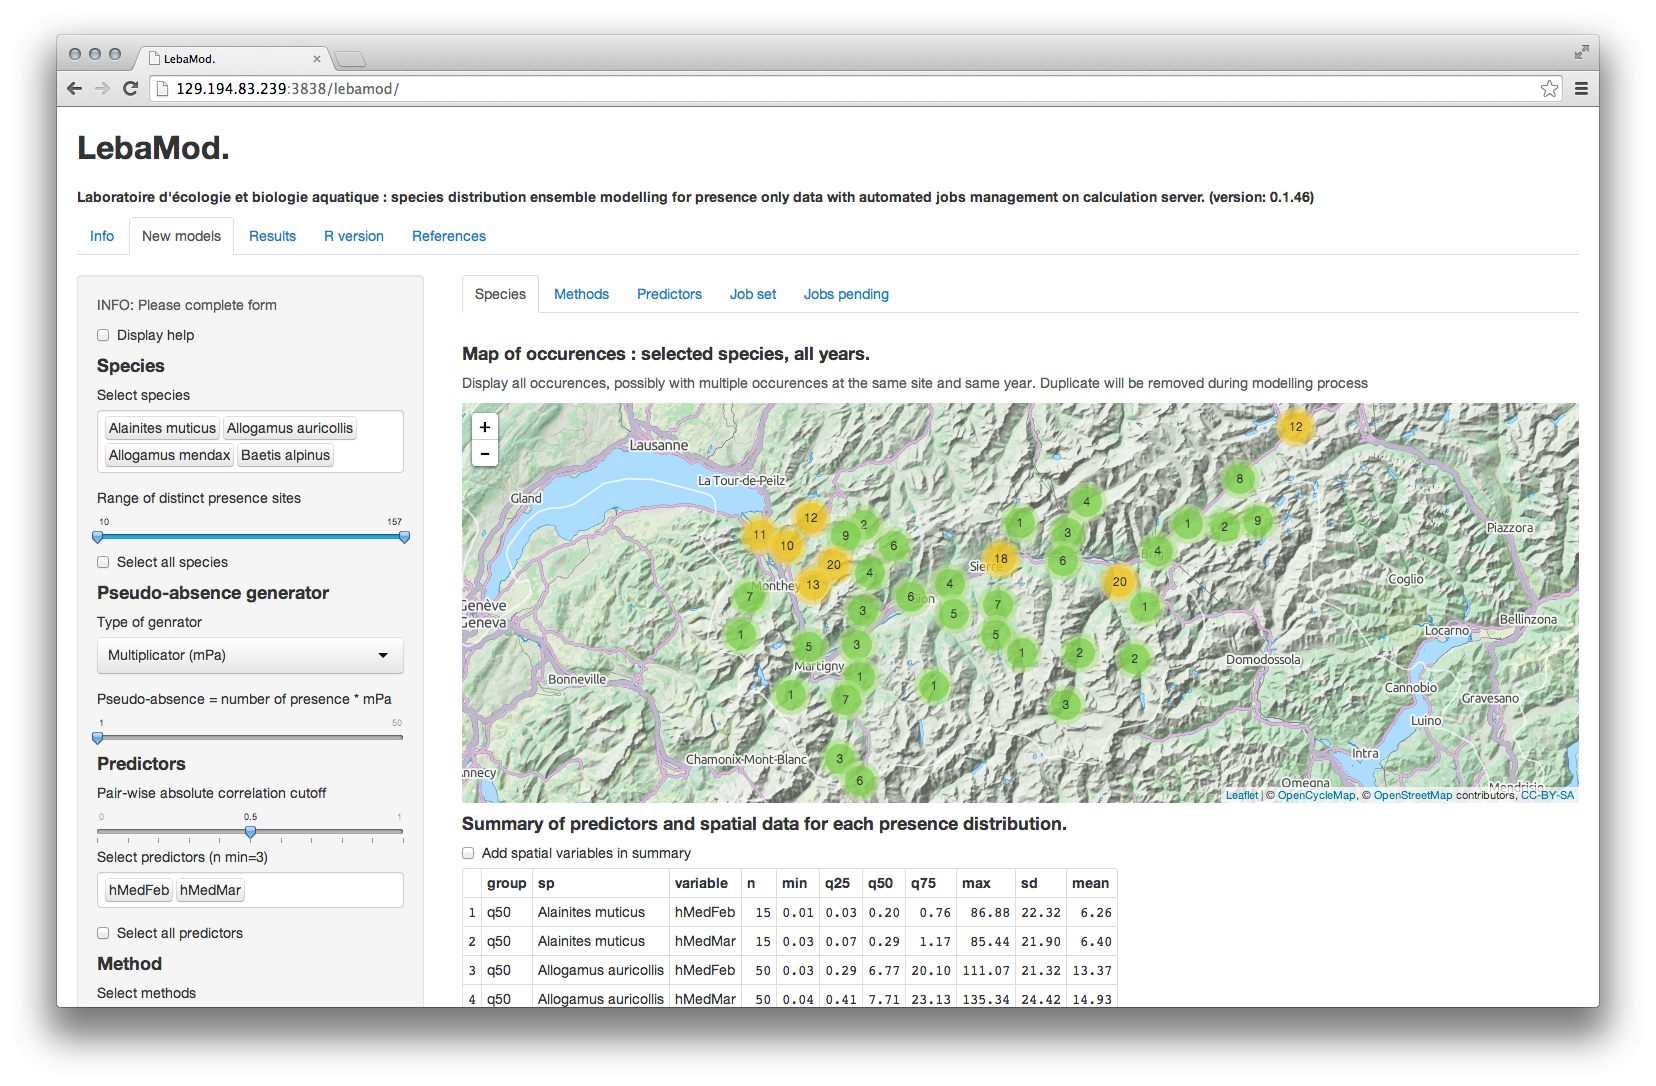 LebaMod.
129.194.83.239:3838/lebamod/
LebaMod.
Laboratoire d'écologie et biologie aquatique : species distribution ensemble modelling for presence only data with automated jobs management on calculation server. (version: 0.1.46)
Info New models Results R version References
INFO: Please complete form
Display help
Species
Select species
Alainites muticus Allogamus auricollis
Allogamus mendax Baetis alpinus
Range of distinct presence sites
10 157
Select all species
Pseudo-absence generator
Type of genrator
Multiplicator (mPa)
Pseudo-absence = number of presence * mPa
1 50
Predictors
Pair-wise absolute correlation cutoff
0 0.5 1
Select predictors (n min=3)
hMedFeb hMedMar
Select all predictors
Method
Select methods
Species Methods Predictors Job set Jobs pending
Map of occurences : selected species, all years.
Display all occurences, possibly with multiple occurences at the same site and same year. Duplicate will be removed during modelling process
+
-
12
Lausanne
La Tour-de-Peilz
8
Gland
4
12
11
10
2
9
6
1
3
1
2
9
Piazzora
20
4
18
Sierre
6
4
Monthey
13
20
Coglio
7
6
4
3
5
7
1
Genève
Geneva
1
5
3
5
1
2
2
Bellinzona
Locarno
Martigny
Domodossola
Bonneville
1
1
7
1
3
Cannobio
Gravesano
Luino
Chamonix-Mont-Blanc
3
6
Intra
nnecy
Omegna
Leaflet | © OpenCycleMap, © OpenStreetMap contributors, CC-BY-SA
Summary of predictors and spatial data for each presence distribution.
Add spatial variables in summary
group sp variable n min q25 q50 q75 max sd mean
1 q50 Alainites muticus hMedFeb 15 0.01 0.03 0.20 0.76 86.88 22.32 6.26
2 q50 Alainites muticus hMedMar 15 0.03 0.07 0.29 1.17 85.44 21.90 6.40
3 q50 Allogamus auricollis hMedFeb 50 0.03 0.29 6.77 20.10 111.07 21.32 13.37
4 q50 Allogamus auricollis hMedMar 50 0.04 0.41 7.71 23.13 135.34 24.42 14.93